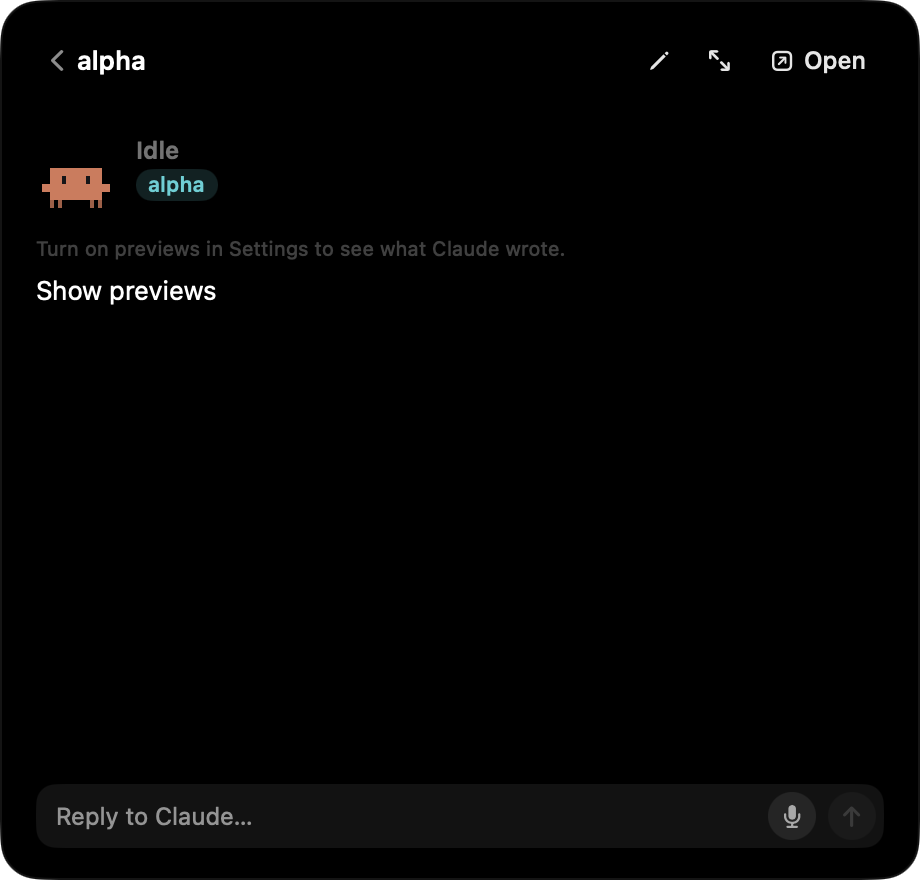 alpha
Open
Idle
alpha
Turn on previews in Settings to see what Claude wrote.
Show previews
Reply to Claude...